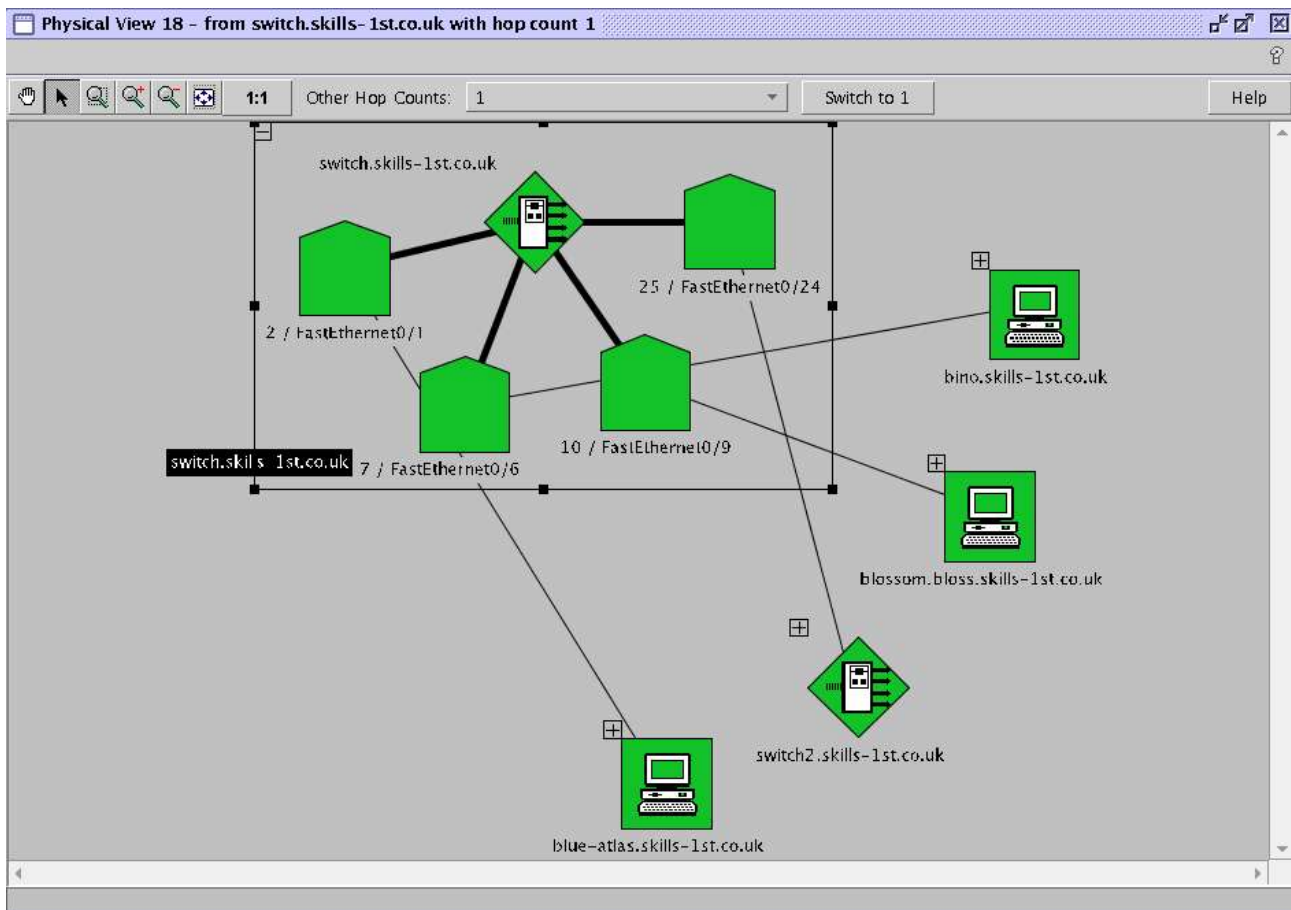 Physical View 18 - from switch.skills-1st.co.uk with hop count 1
1:1 Other Hop Counts: 1 Switch to 1 Help
switch.skills-1st.co.uk
25 / FastEthernet0/24
2 / FastEthernet0/1
bino.skills-1st.co.uk
10 / FastEthernet0/9
switch.skills-1st.co.uk
7 / FastEthernet0/6
blossom.bloss.skills-1st.co.uk
switch2.skills-1st.co.uk
blue-atlas.skills-1st.co.uk